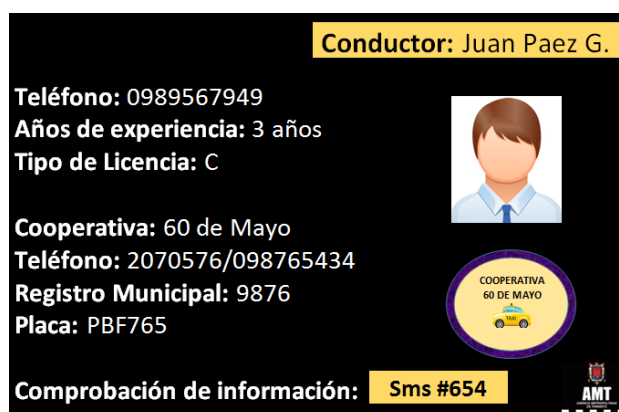 Conductor: Juan Paez G.
Teléfono: 0989567949
Años de experiencia: 3 años
Tipo de Licencia: C
Cooperativa: 60 de Mayo
Teléfono: 2070576/098765434
Registro Municipal: 9876
Placa: PBF765
COOPERATIVA
60 DE MAYO
TAXI
Comprobación de información:
Sms #654
AMT